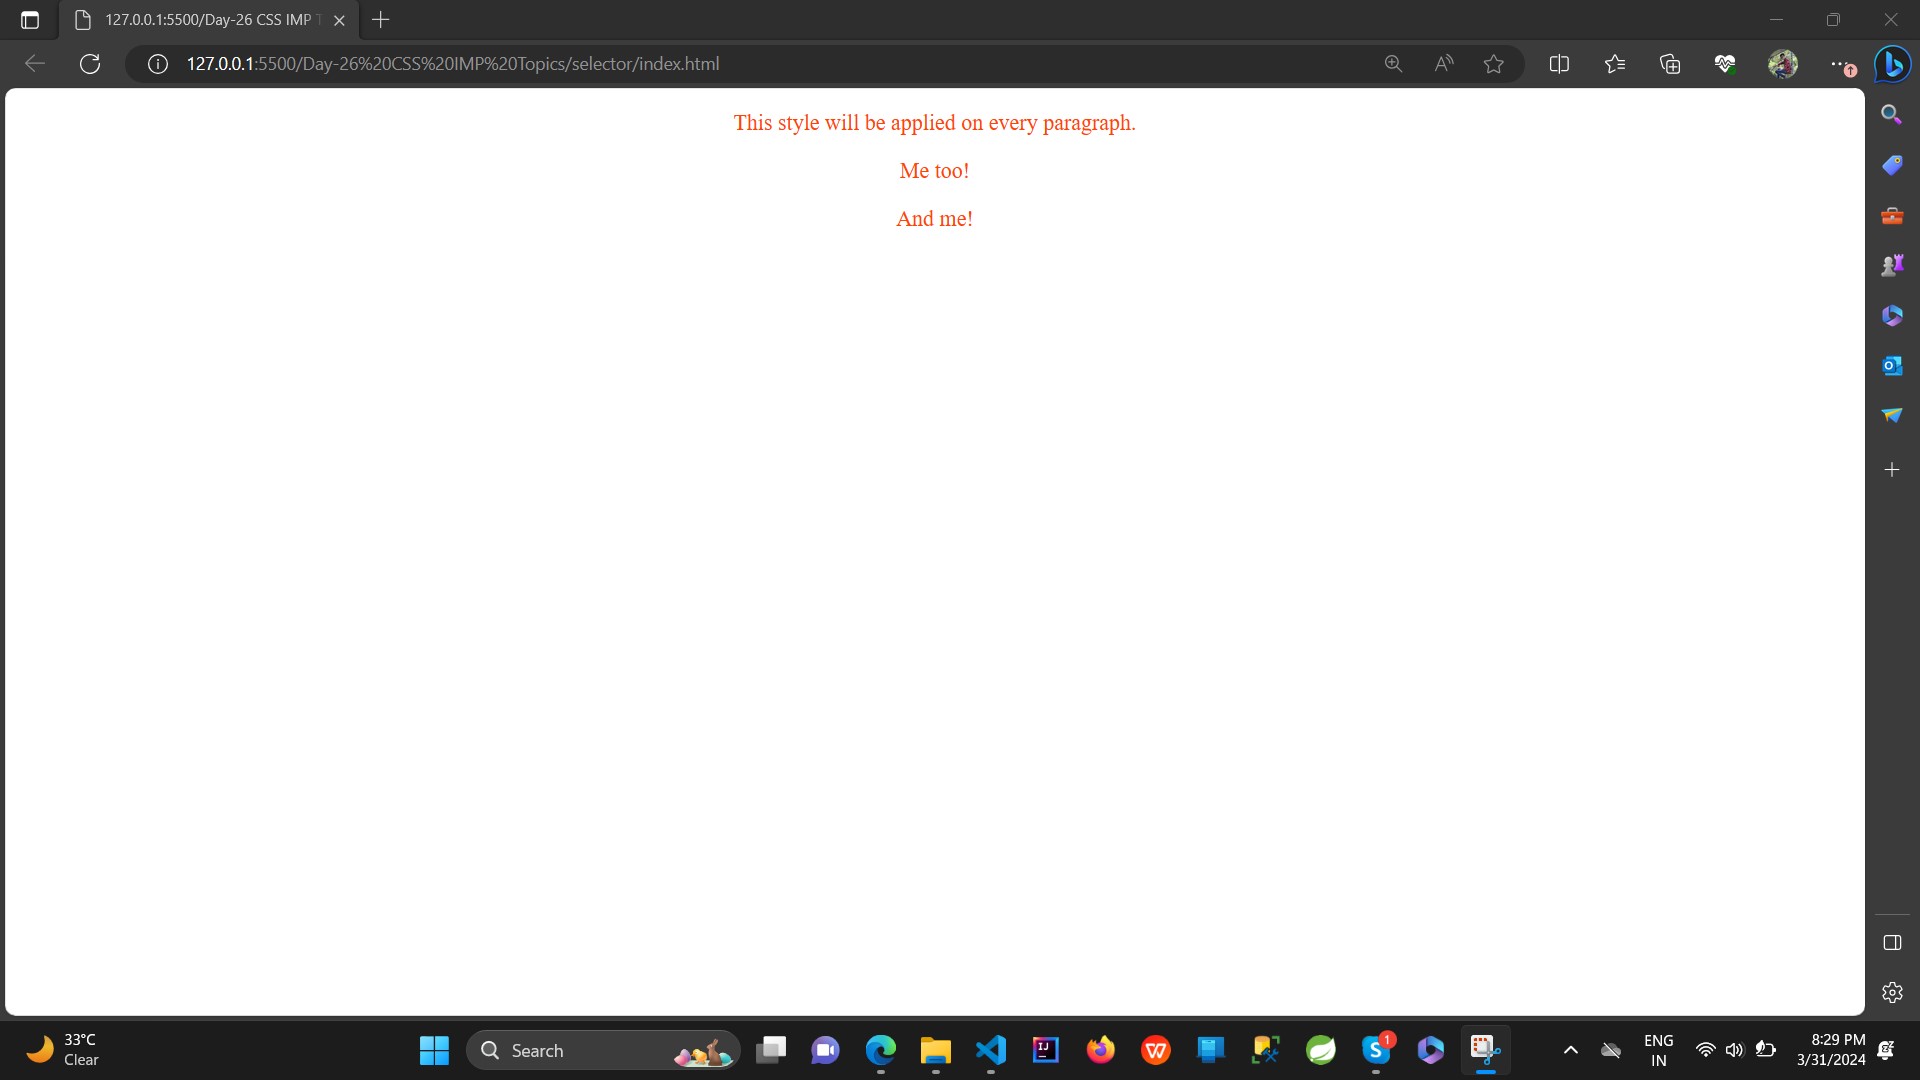 127.0.0.1:5500/Day-26 CSS IMP T
127.0.0.1:5500/Day-26%20CSS%20IMP%20Topics/selector/index.html
This style will be applied on every paragraph.
Me too!
And me!
33°C
Clear
Search
1
ENG
IN
8:29 PM
3/31/2024